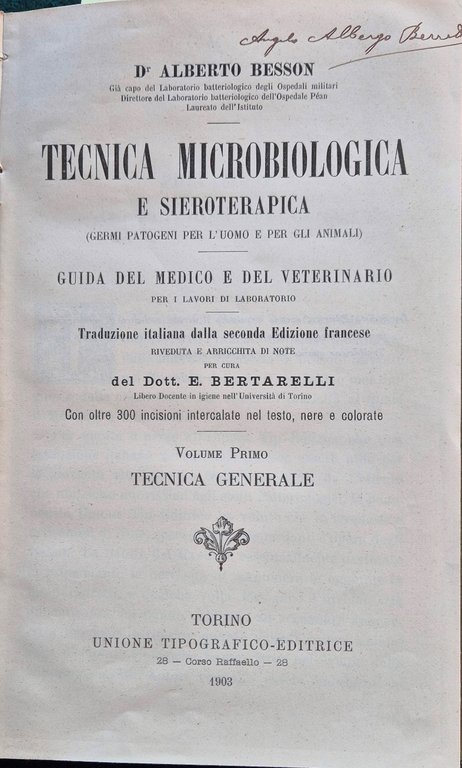 Angelo Albergo
Dr ALBERTO BESSON
Già capo del Laboratorio batteriologico degli Ospedali militari
Direttore del Laboratorio batteriologico dell'Ospedale Péan
Laureato dell'Istituto
TECNICA MICROBIOLOGICA
E SIEROTERAPICA
(GERMI PATOGENI PER L'UOMO E PER GLI ANIMALI)
GUIDA DEL MEDICO E DEL VETERINARIO
PER I LAVORI DI LABORATORIO
Traduzione italiana dalla seconda Edizione francese
RIVEDUTA E ARRICCHITA DI NOTE
PER CURA
del Dott. E. BERTARELLI
Libero Docente in igiene nell'Università di Torino
Con oltre 300 incisioni intercalate nel testo, nere e colorate
VOLUME PRIMO
TECNICA GENERALE
TORINO
UNIONE TIPOGRAFICO-EDITRICE
28 — Corso Raffaello — 28
1903